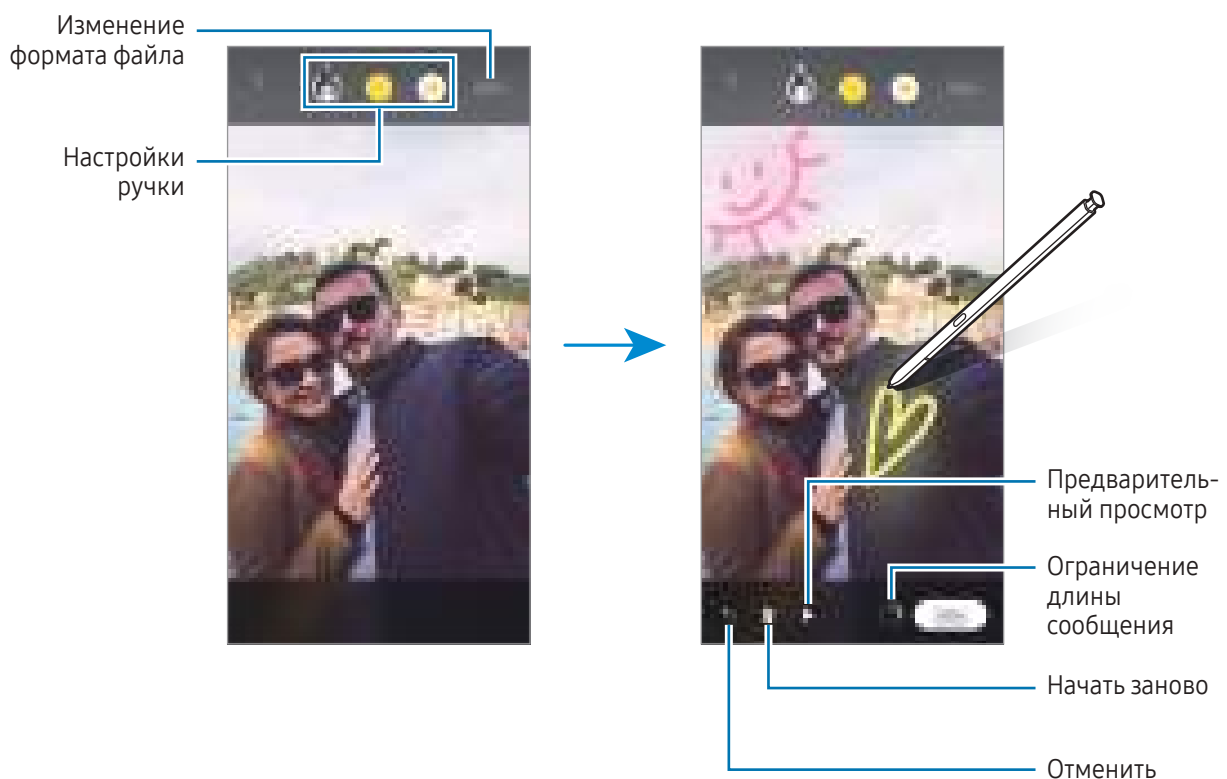 Изменение
формата файла
Настройки
ручки
Предваритель-
ный просмотр
Ограничение
длины
сообщения
Начать заново
Отменить